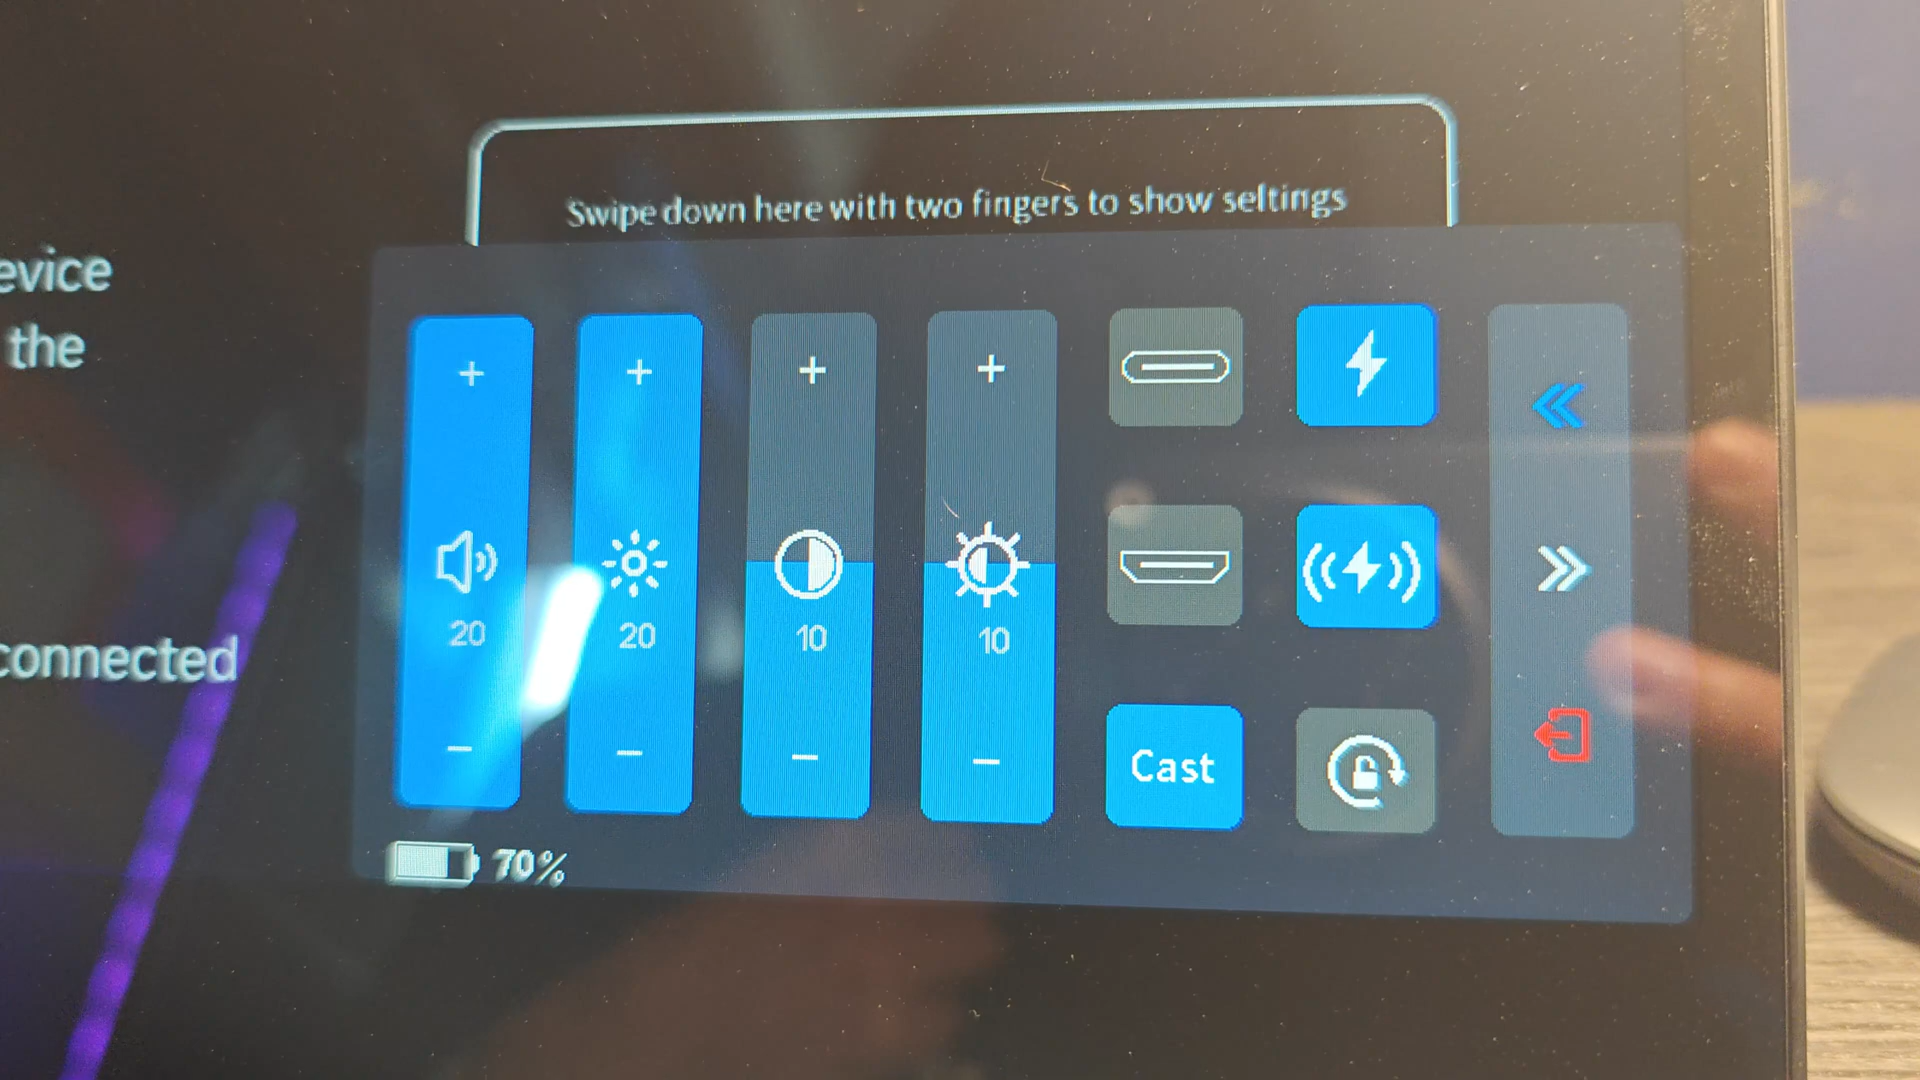 Swipe down here with two fingers to show seltings
evice
the
connected
+ + + +
20 20 10 10
- - - -
Cast
70%